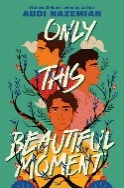 ABDI NAZEMIAN
ONLY
THIS
BEAUTIFUL
MOMENT